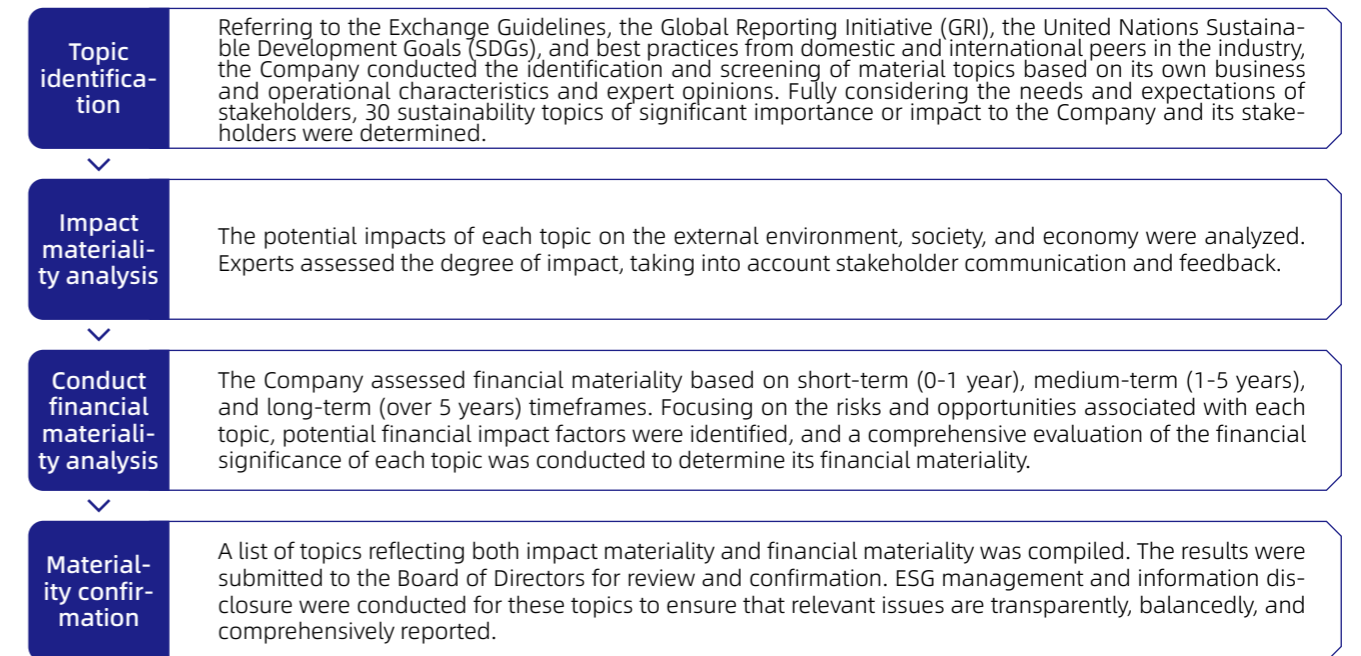 Topic
identifica-
tion
Referring to the Exchange Guidelines, the Global Reporting Initiative (GRI), the United Nations Sustaina-
ble Development Goals (SDGs), and best practices from domestic and international peers in the industry,
the Company conducted the identification and screening of material topics based on its own business
and operational characteristics and expert opinions. Fully considering the needs and expectations of
stakeholders, 30 sustainability topics of significant importance or impact to the Company and its stake-
holders were determined.
Impact
materiali-
ty analysis
The potential impacts of each topic on the external environment, society, and economy were analyzed.
Experts assessed the degree of impact, taking into account stakeholder communication and feedback.
Conduct
financial
materiali-
ty analysis
The Company assessed financial materiality based on short-term (0-1 year), medium-term (1-5 years),
and long-term (over 5 years) timeframes. Focusing on the risks and opportunities associated with each
topic, potential financial impact factors were identified, and a comprehensive evaluation of the financial
significance of each topic was conducted to determine its financial materiality.
Material-
ity confir-
mation
A list of topics reflecting both impact materiality and financial materiality was compiled. The results were
submitted to the Board of Directors for review and confirmation. ESG management and information dis-
closure were conducted for these topics to ensure that relevant issues are transparently, balancedly, and
comprehensively reported.